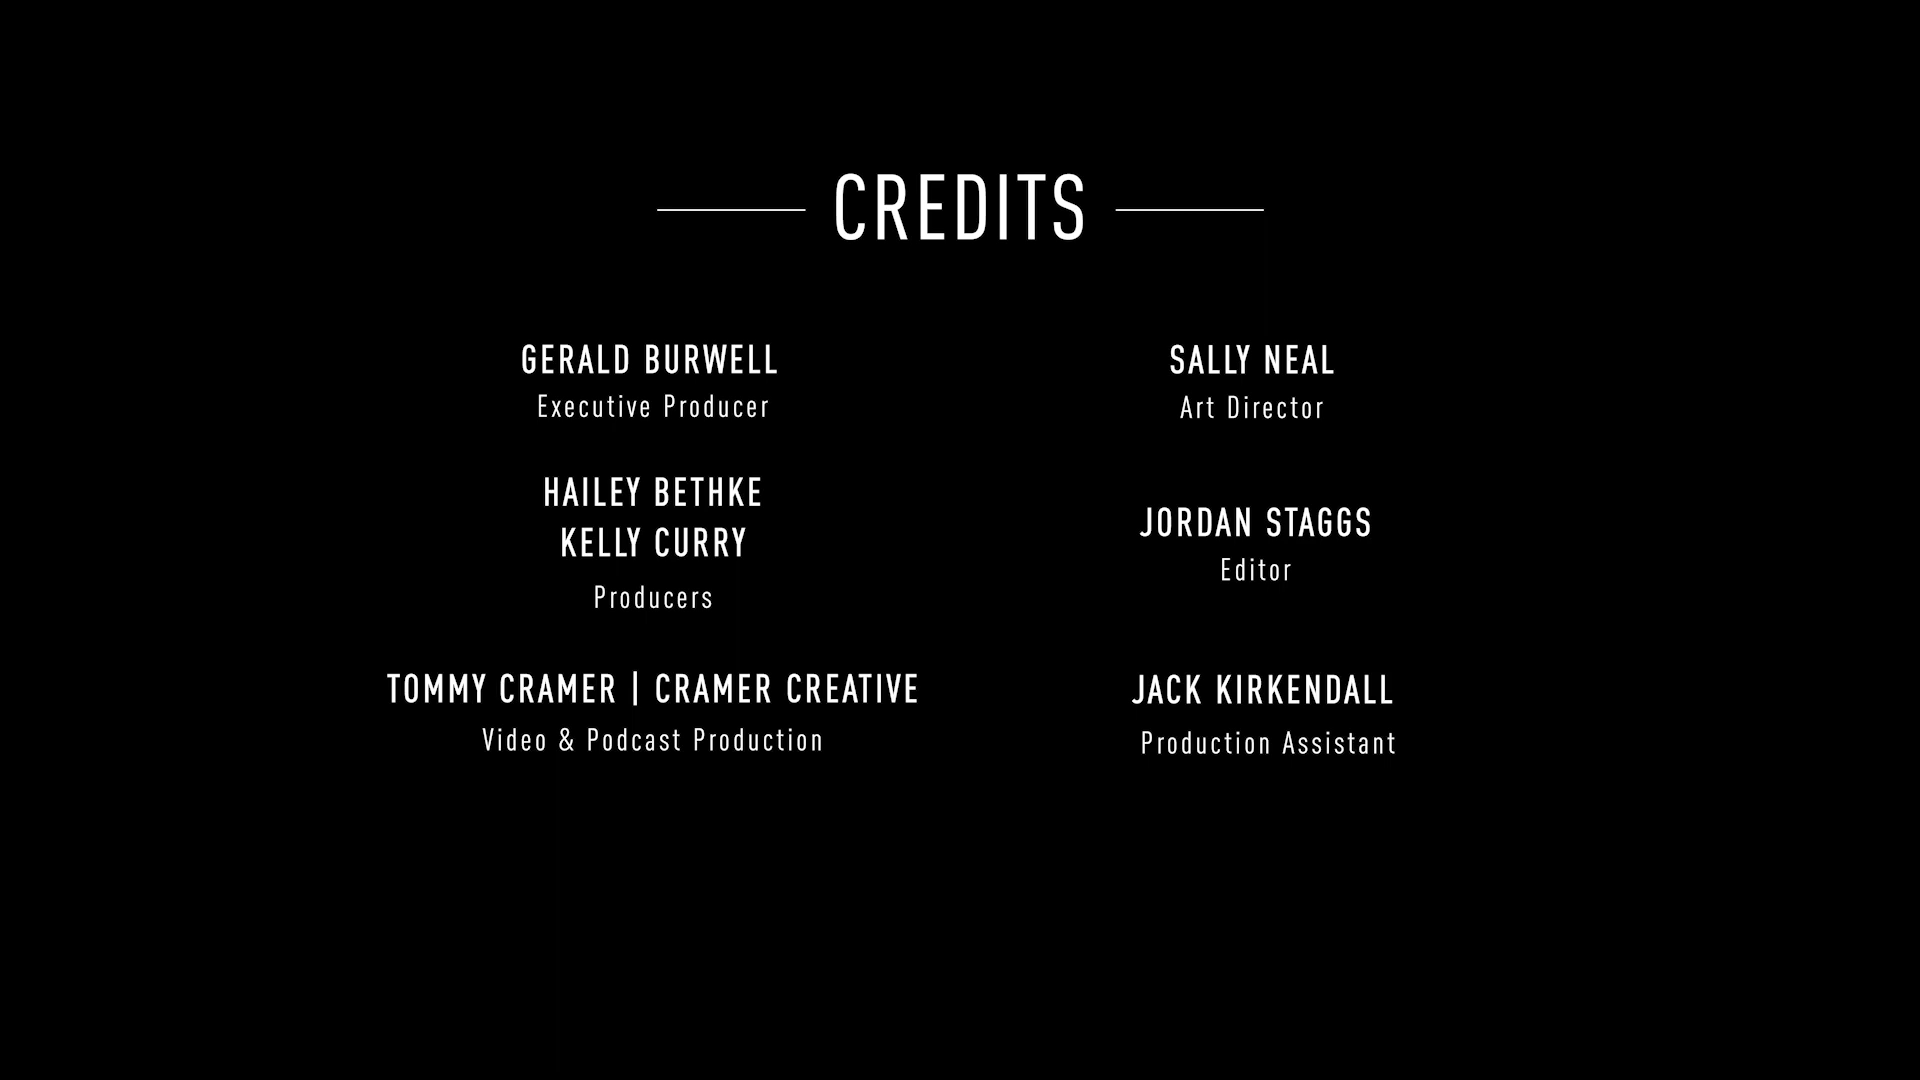 CREDITS
GERALD BURWELL
Executive Producer
HAILEY BETHKE
KELLY CURRY
Producers
TOMMY CRAMER | CRAMER CREATIVE
Video & Podcast Production
SALLY NEAL
Art Director
JORDAN STAGGS
Editor
JACK KIRKENDALL
Production Assistant